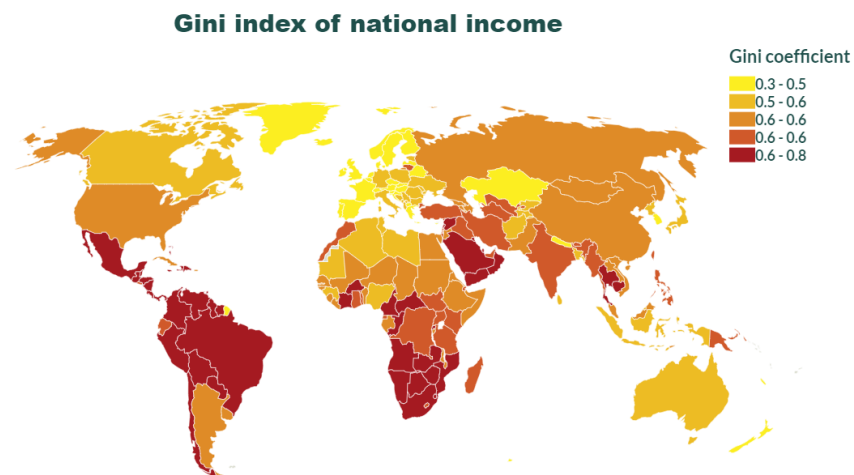 Gini index of national income
Gini coefficient
0.3 - 0.5
0.5 - 0.6
0.6 - 0.6
0.6 - 0.6
0.6 - 0.8